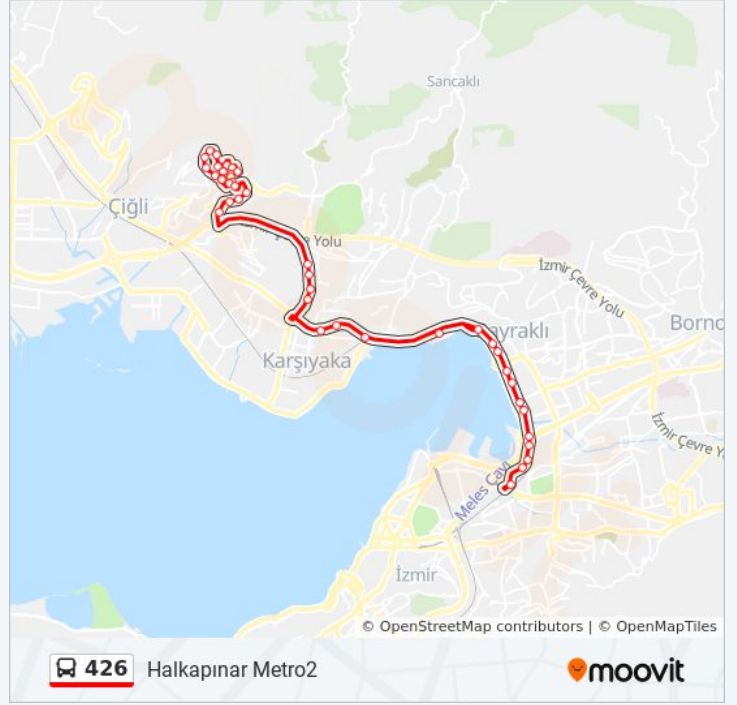 Sancaklı
Çiğli
Yolu
İzmir Çevre Yolu
ayraklı
Borno
Karşıyaka
İzmir Çevre Y
Meles Çayı
İzmir
© OpenStreetMap contributors | © OpenMapTiles
426 Halkapınar Metro2
moovit